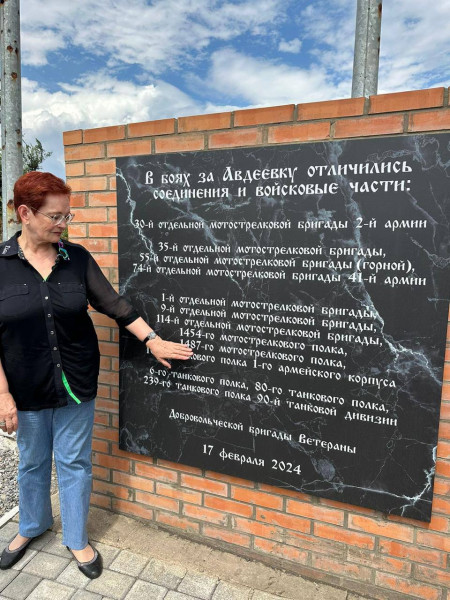 В боях за Авдеевку отличились
соединения и войсковые части:
30-й отдельной мотострелковой бригады 2-й армии
35-й отдельной мотострелковой бригады,
55-й отдельной мотострелковой бригады (горной),
74-й отдельной мотострелковой бригады 41-й армии
1-й отдельной мотострелковой бригады,
9-й отдельной мотострелковой бригады,
114-й отдельной мотострелковой бригады,
1454-го мотострелкового полка,
1487-го мотострелкового полка,
полка 1-го армейского корпуса
6-го танкового полка, 80-го танкового полка,
239-го танкового полка 90-й танковой дивизии
Добровольческой бригады Ветераны
17 февраля 2024